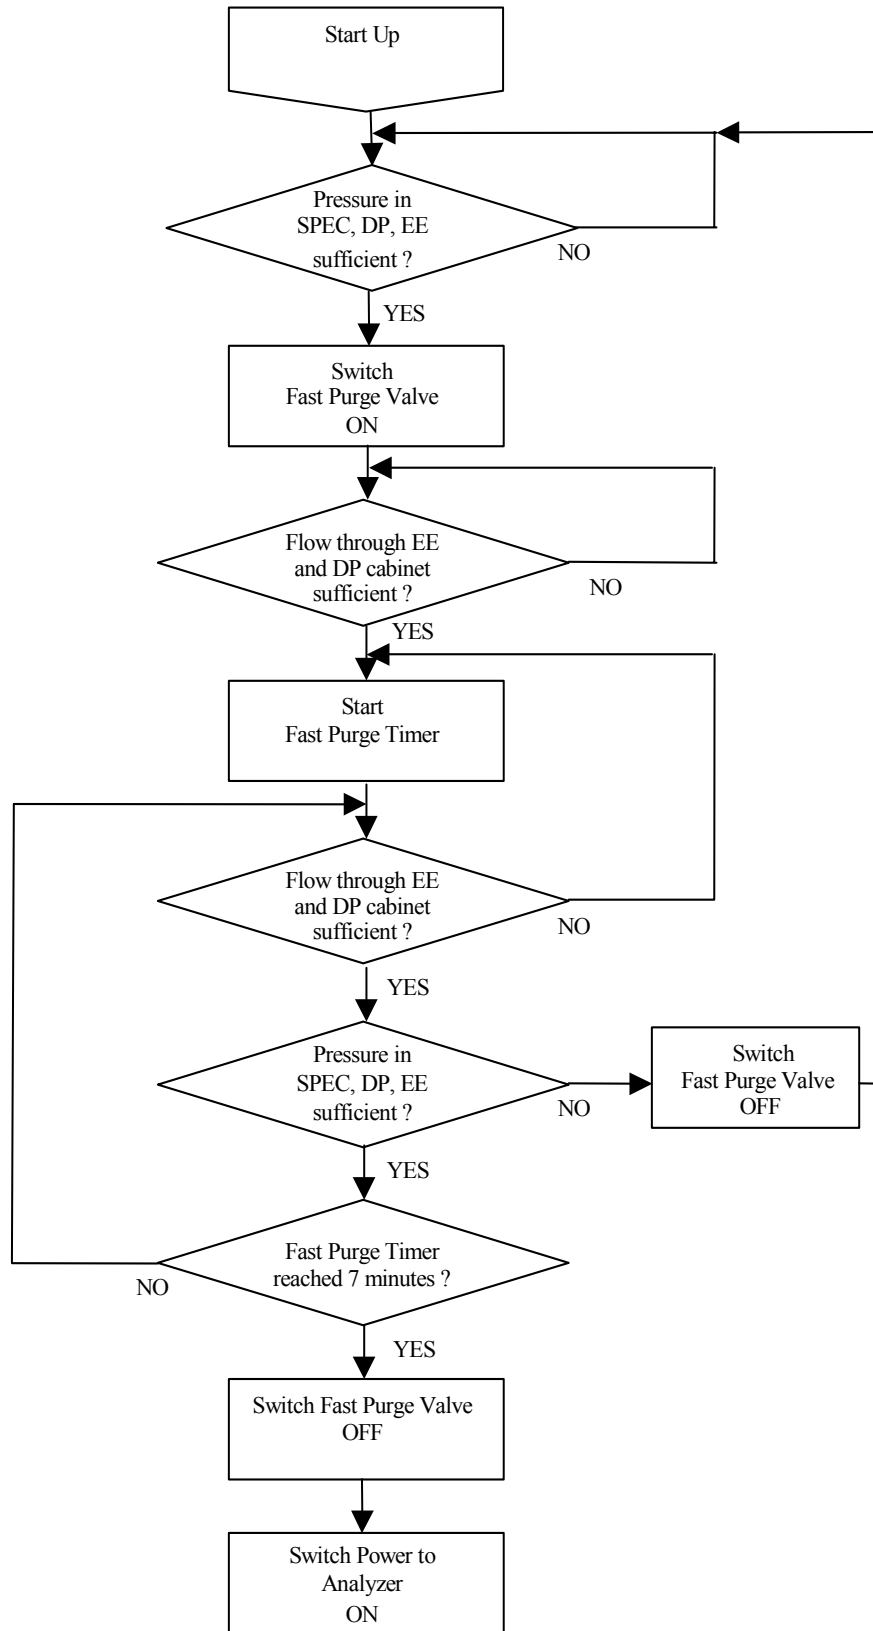 Start Up
Pressure in
SPEC, DP, EE
sufficient ?
NO
YES
Switch
Fast Purge Valve
ON
Flow through EE
and DP cabinet
sufficient ?
NO
YES
Start
Fast Purge Timer
Flow through EE
and DP cabinet
sufficient ?
NO
YES
Pressure in
SPEC, DP, EE
sufficient ?
NO
Switch
Fast Purge Valve
OFF
YES
Fast Purge Timer
reached 7 minutes ?
NO
YES
Switch Fast Purge Valve
OFF
Switch Power to
Analyzer
ON